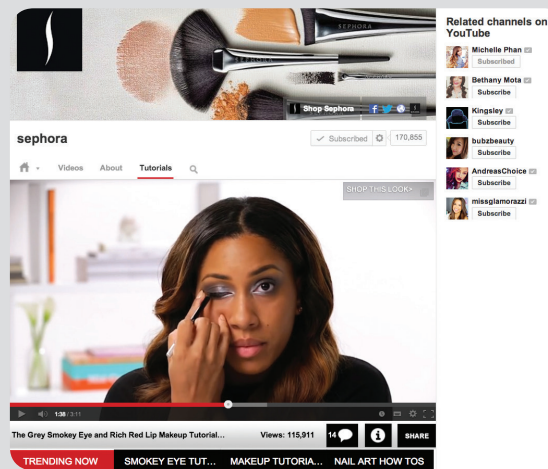 SEPHORA
SEPHORA
Shop Sephora
sephora
Subscribed
170,855
Videos
About
Tutorials
SHOP THIS LOOK>
1:38 / 3:11
The Grey Smokey Eye and Rich Red Lip Makeup Tutorial...
Views: 115,911
14
SHARE
TRENDING NOW
SMOKEY EYE TUT...
MAKEUP TUTORIA...
NAIL ART HOW TOS
Related channels on
YouTube
Michelle Phan
Subscribed
Bethany Mota
Subscribe
Kingsley
Subscribe
bubzbeauty
Subscribe
AndreasChoice
Subscribe
missglamorazzi
Subscribe